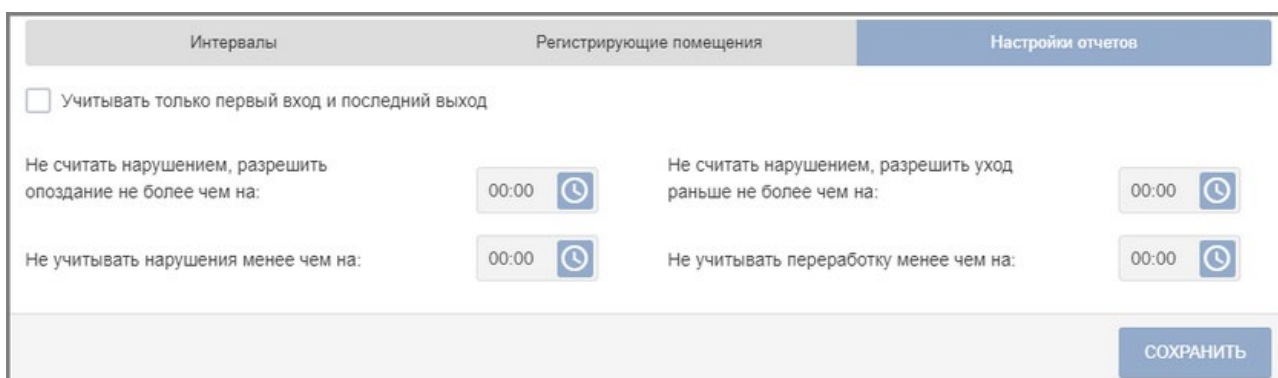 Интервалы
Регистрирующие помещения
Настройки отчетов
Учитывать только первый вход и последний выход
Не считать нарушением, разрешить
опоздание не более чем на:
00:00
Не считать нарушением, разрешить уход
раньше не более чем на:
00:00
Не учитывать нарушения менее чем на:
00:00
Не учитывать переработку менее чем на:
00:00
СОХРАНИТЬ